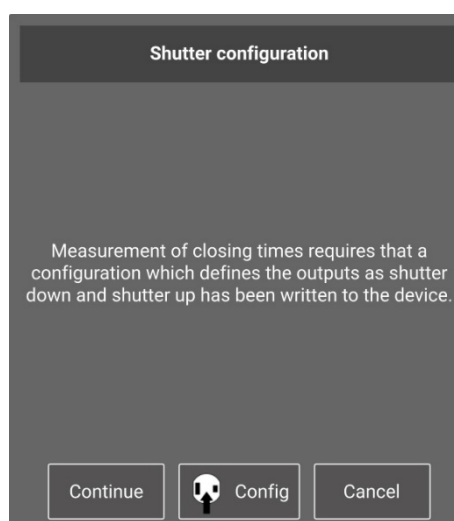 Shutter configuration
Measurement of closing times requires that a
configuration which defines the outputs as shutter
down and shutter up has been written to the device.
Continue
Config
Cancel